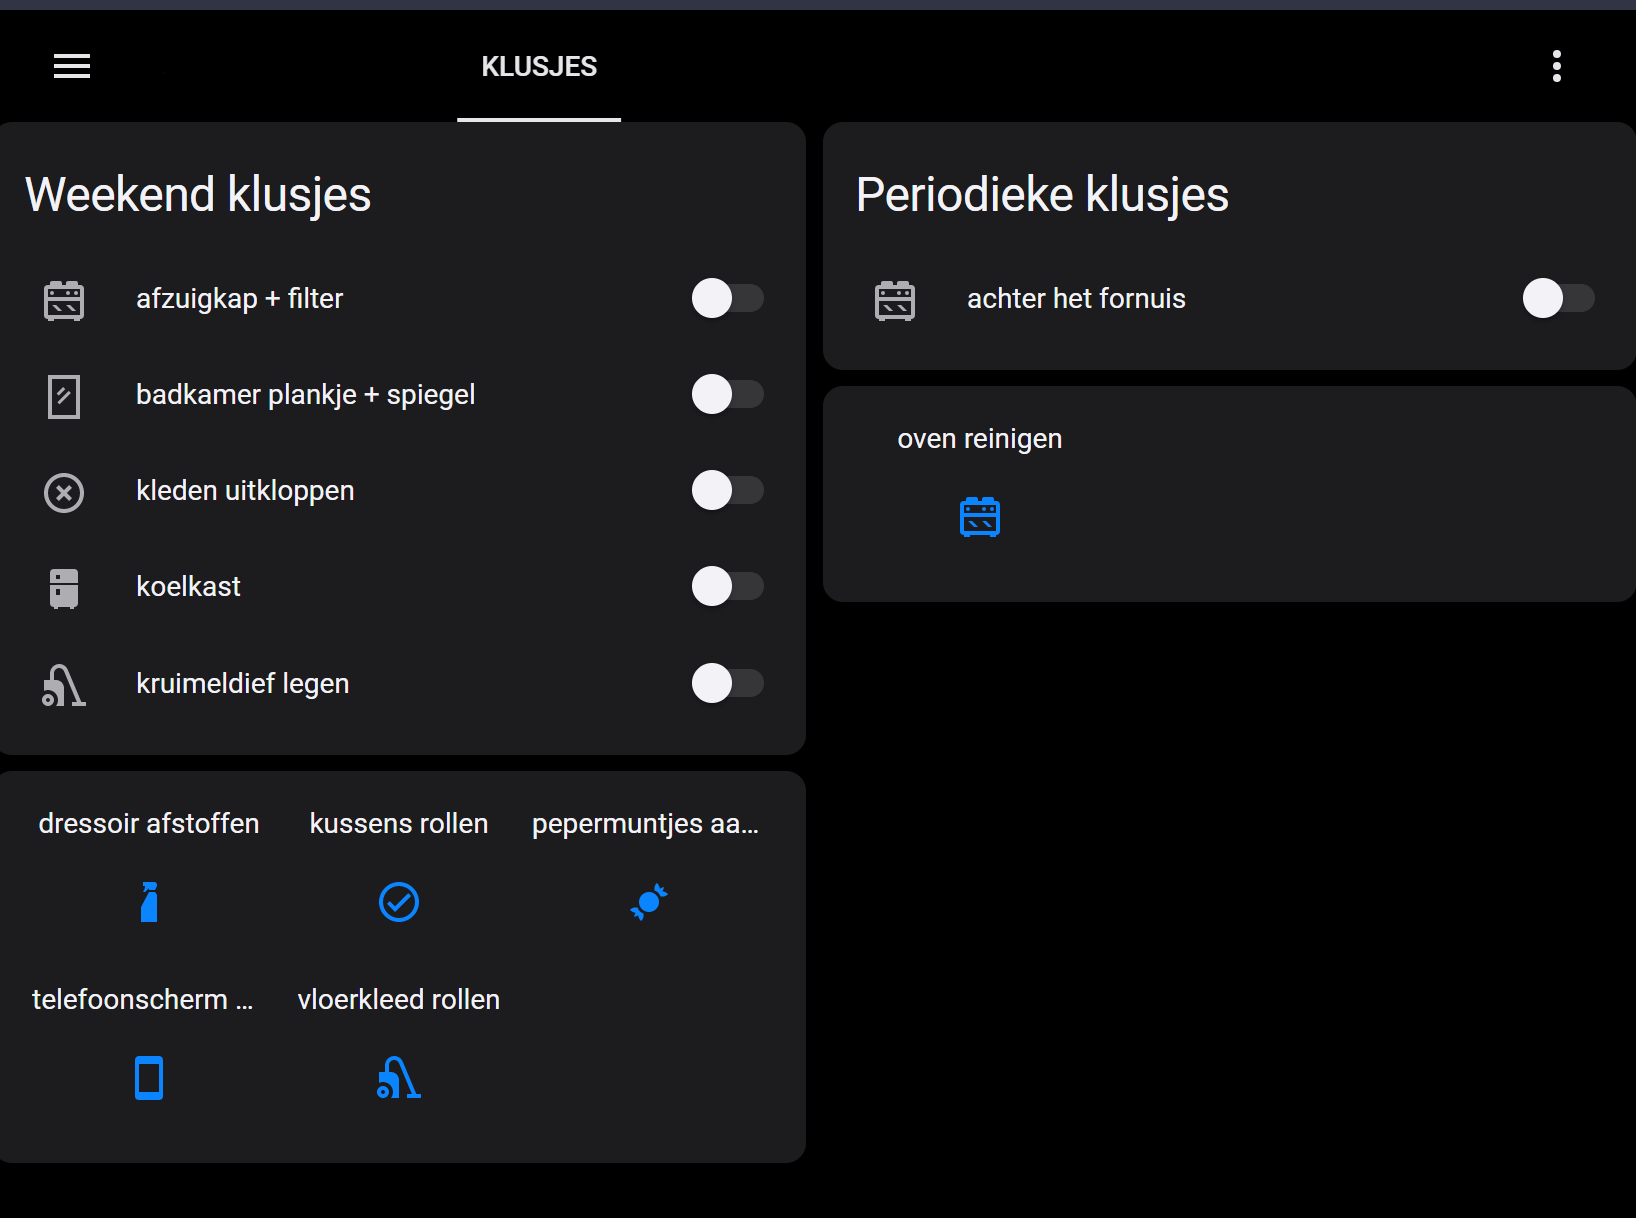 KLUSJES
Weekend klusjes
afzuigkap + filter
badkamer plankje + spiegel
kleden uitkloppen
koelkast
kruimeldief legen
dressoir afstoffen
kussens rollen
pepermuntjes aa...
telefoonscherm ...
vloerkleed rollen
Periodieke klusjes
achter het fornuis
oven reinigen